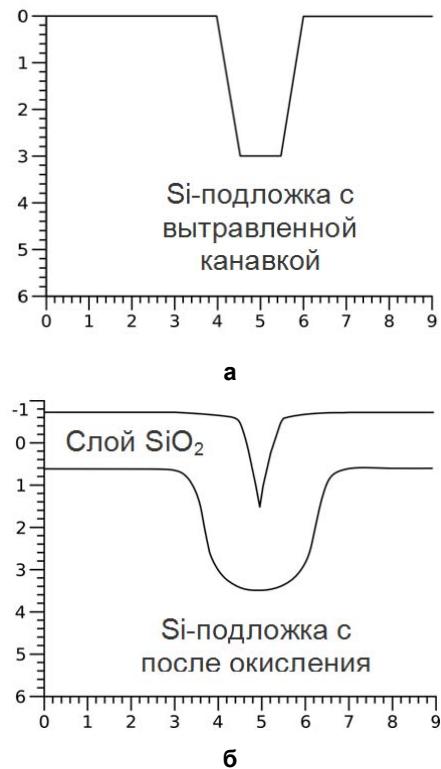 0
1
2
3
4
5
6
Si-подложка с
вытравленной
канавкой
0 1 2 3 4 5 6 7 8 9
а
-1
0
Слой SiO₂
1
2
3
4
Si-подложка с
5
после окисления
6
0 1 2 3 4 5 6 7 8 9
б